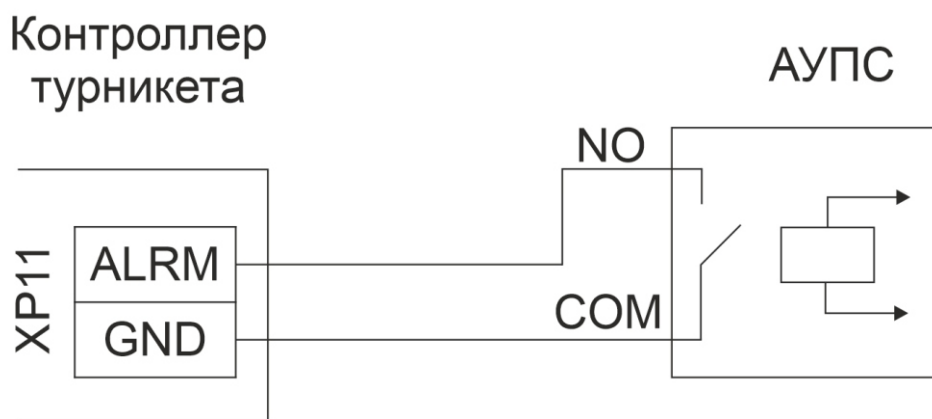 Контроллер
турникета
АУПС
NO
XP11
ALRM
GND
COM